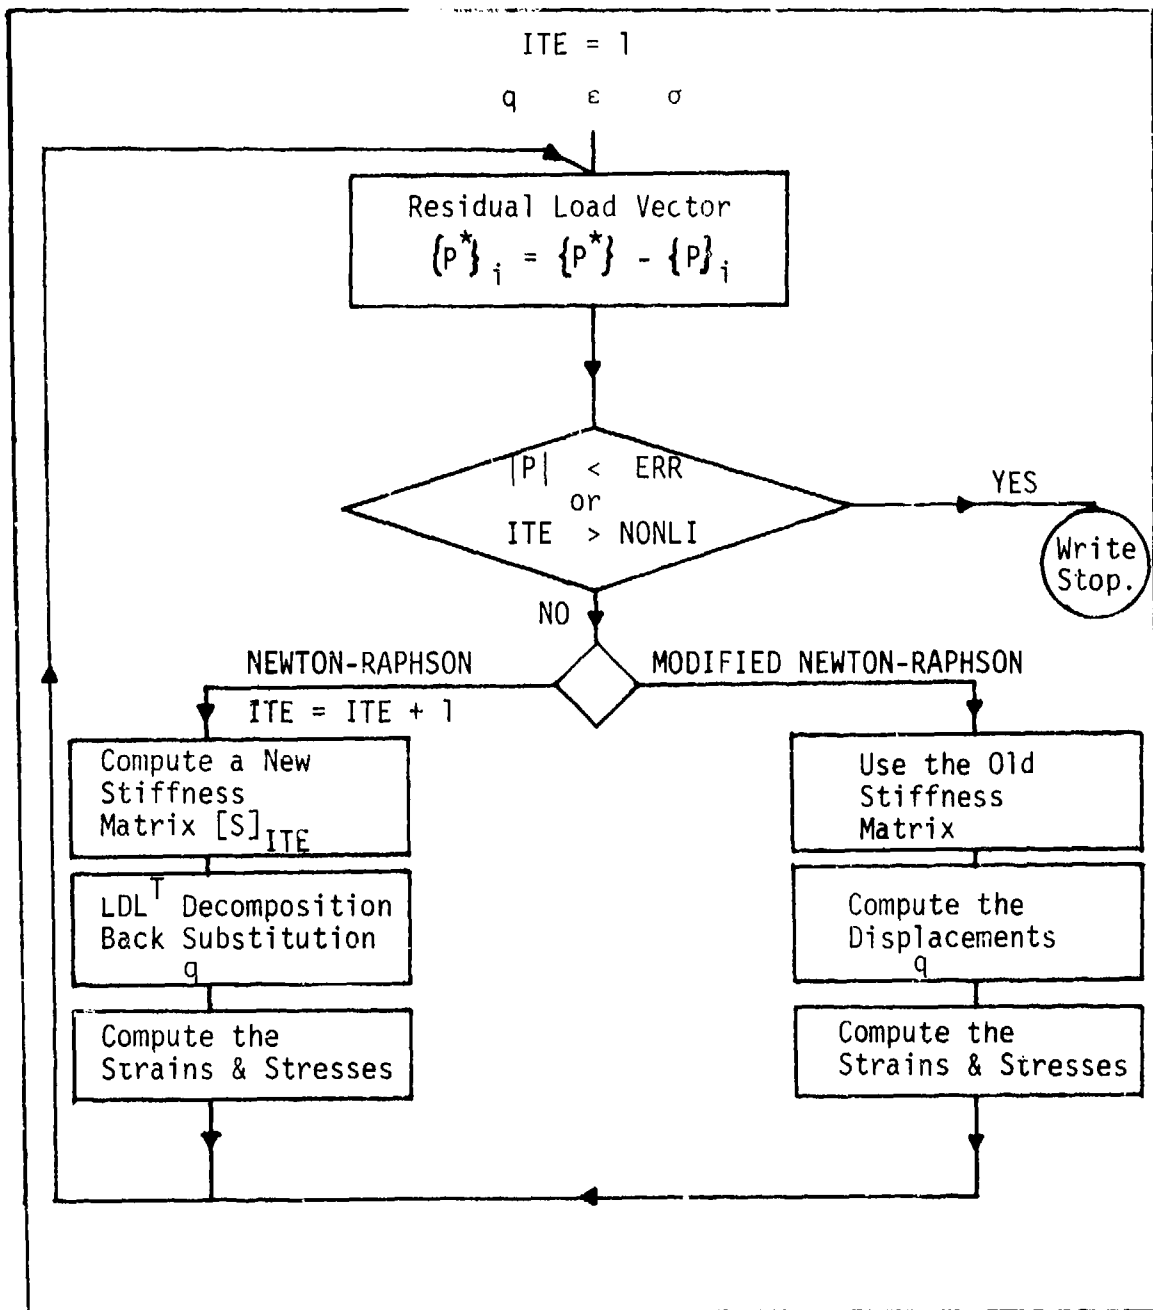 ITE = 1
q ε σ
Residual Load Vector
{P*}i = {P*} - {P}i
|P| < ERR
or
ITE > NONLI
YES
Write
Stop.
NO
NEWTON-RAPHSON
MODIFIED NEWTON-RAPHSON
ITE = ITE + 1
Compute a New
Stiffness
Matrix [S]ITE
LDL^T Decomposition
Back Substitution
q
Compute the
Strains & Stresses
Use the Old
Stiffness
Matrix
Compute the
Displacements
q
Compute the
Strains & Stresses